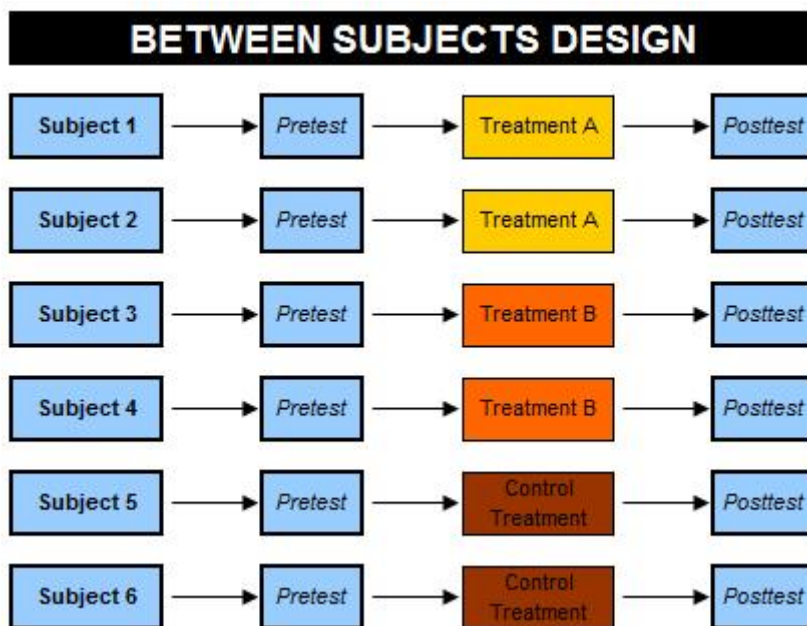 BETWEEN SUBJECTS DESIGN
Subject 1 Pretest Treatment A Posttest
Subject 2 Pretest Treatment A Posttest
Subject 3 Pretest Treatment B Posttest
Subject 4 Pretest Treatment B Posttest
Subject 5 Pretest Control Treatment Posttest
Subject 6 Pretest Control Treatment Posttest